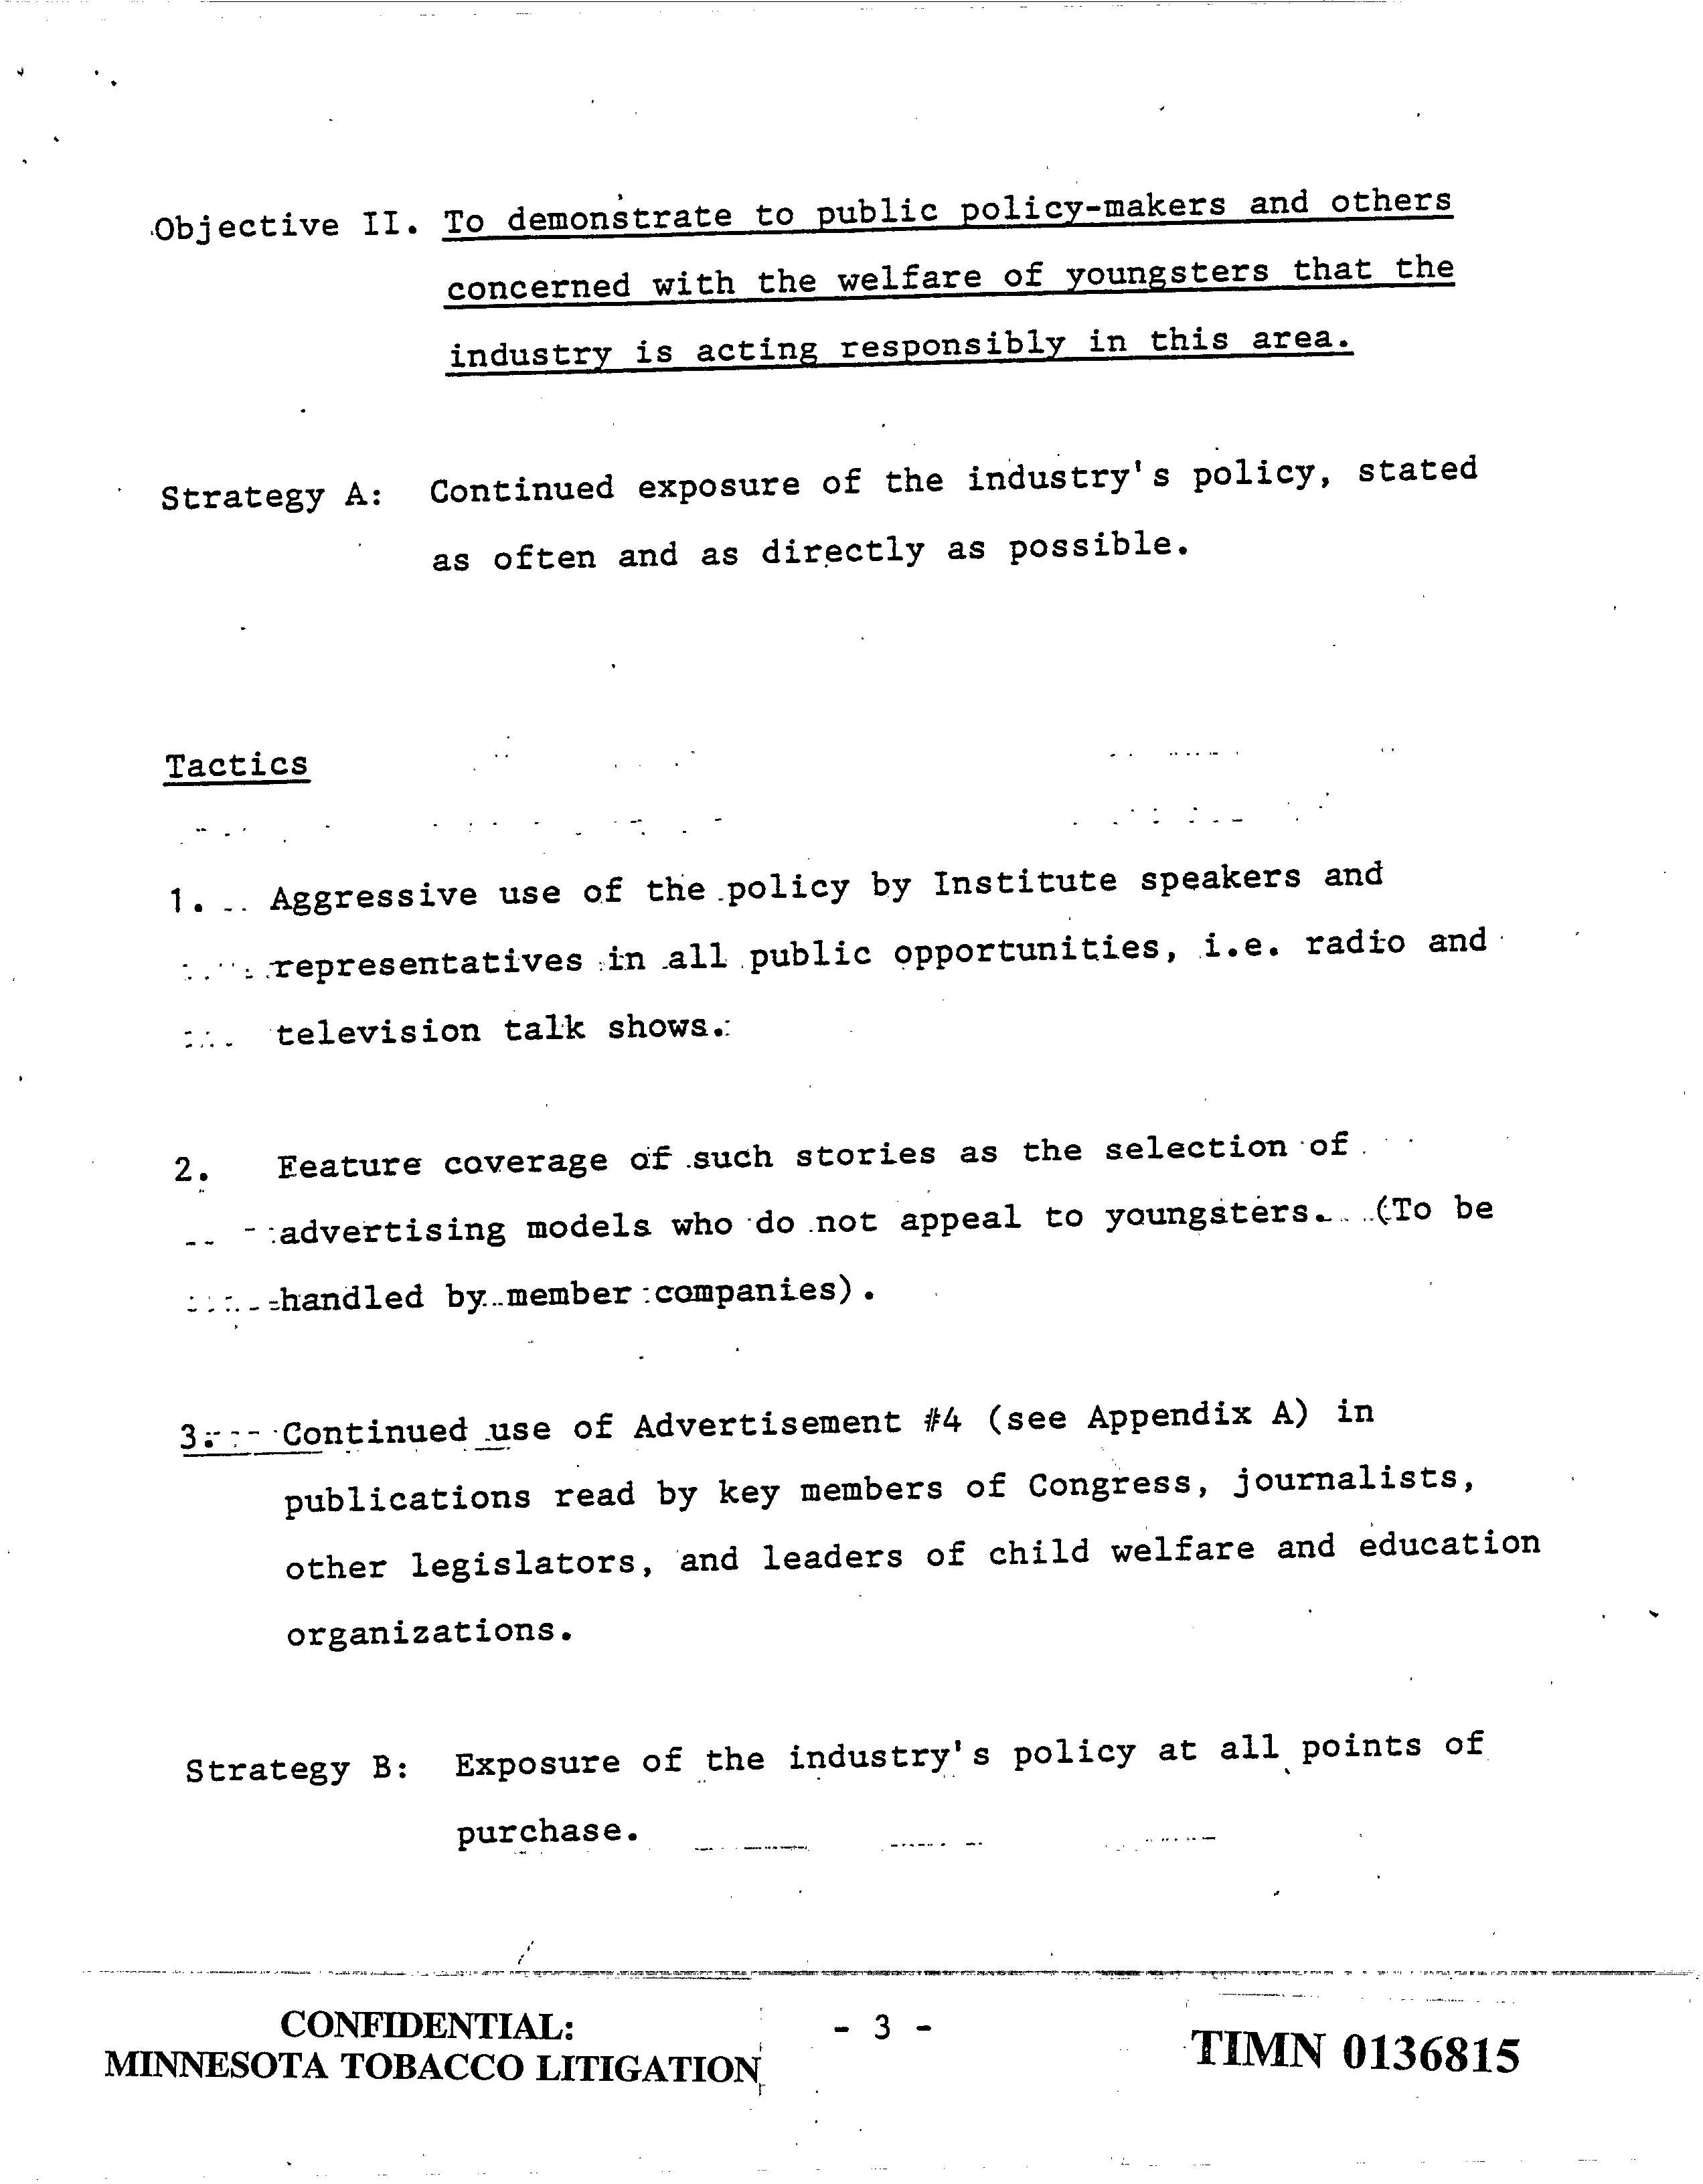 Objective II. To demonstrate to public policy-makers and others
concerned with the welfare of youngsters that the
industry is acting responsibly in this area.
Strategy A: Continued exposure of the industry's policy, stated
as often and as directly as possible.
Tactics
1. Aggressive use of the policy by Institute speakers and
representatives in all public opportunities, i.e. radio and
television talk shows.
2. Feature coverage of such stories as the selection of
advertising models who do not appeal to youngsters. (To be
handled by member companies).
3. Continued use of Advertisement #4 (see Appendix A) in
publications read by key members of Congress, journalists,
other legislators, and leaders of child welfare and education
organizations.
Strategy B: Exposure of the industry's policy at all points of
purchase.
CONFIDENTIAL:
MINNESOTA TOBACCO LITIGATION
- 3 -
TIMN 0136815